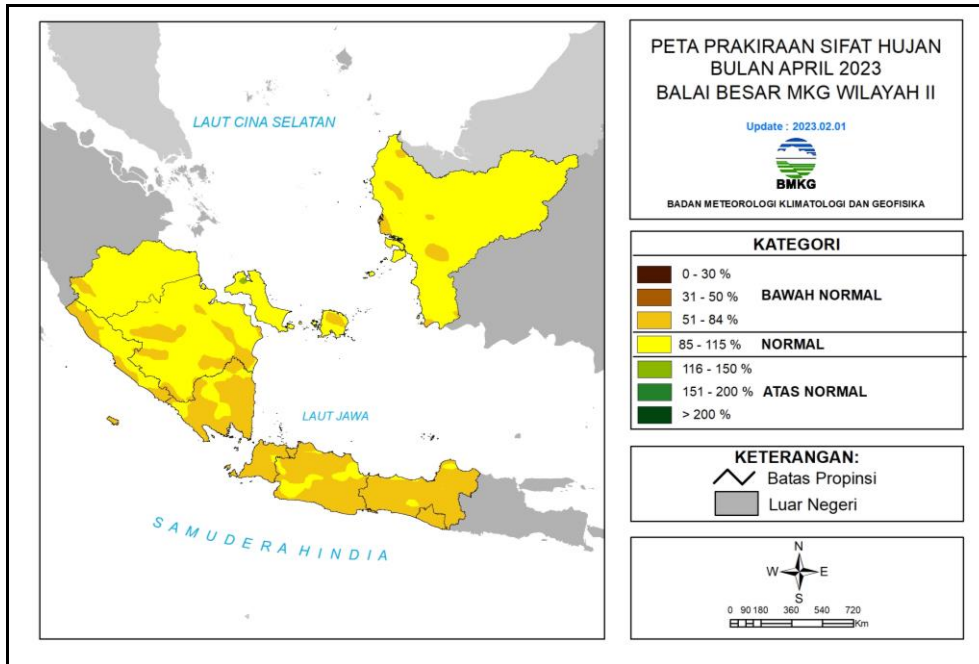 LAUT CINA SELATAN
LAUT JAWA
SAMUDERA HINDIA
PETA PRAKIRAAN SIFAT HUJAN
BULAN APRIL 2023
BALAI BESAR MKG WILAYAH II
Update : 2023.02.01
BMKG
BADAN METEOROLOGI KLIMATOLOGI DAN GEOFISIKA
KATEGORI
0 - 30 %
31 - 50 % BAWAH NORMAL
51 - 84 %
85 - 115 % NORMAL
116 - 150 %
151 - 200 % ATAS NORMAL
> 200 %
KETERANGAN:
Batas Propinsi
Luar Negeri
N
W E
S
0 90 180 360 540 720
Km